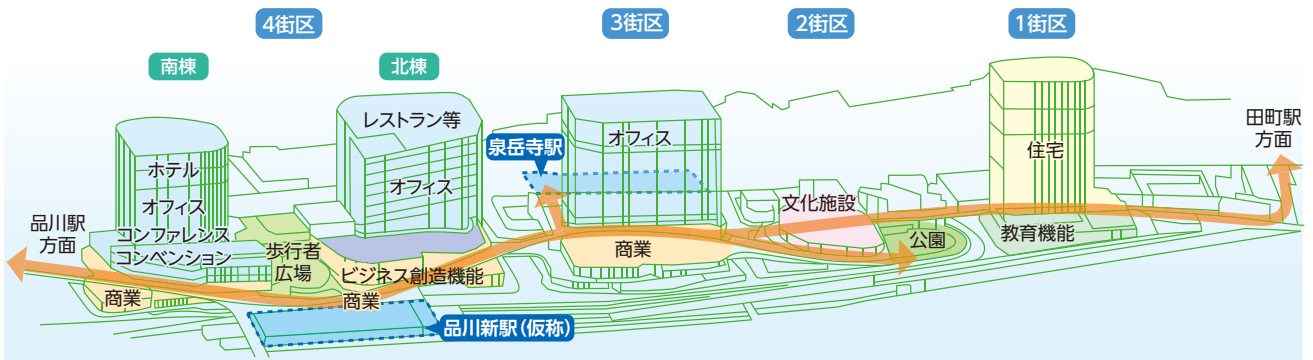 4街区
3街区
2街区
1街区
南棟
北棟
レストラン等
オフィス
泉岳寺駅
オフィス
住宅
田町駅
方面
ホテル
オフィス
コンファレンス
コンベンション
品川駅
方面
歩行者
広場
文化施設
商業
公園
教育機能
ビジネス創造機能
商業
商業
品川新駅(仮称)